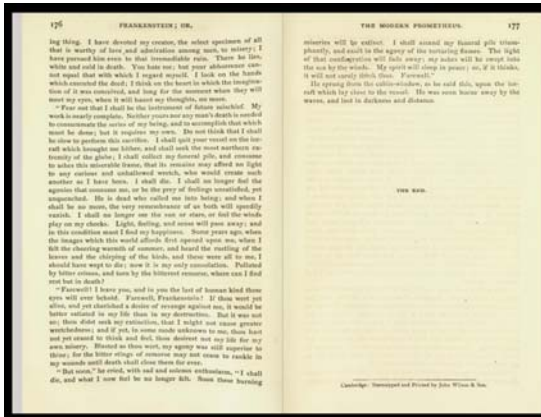 176 FRANKENSTEIN; OR,
ing thing. I have devoted my creator, the select specimen of all
that is worthy of love and admiration among men, to misery; I
have pursued him even to that irremediable ruin. There he lies,
white and cold in death. You hate me; but your abhorrence can-
not equal that with which I regard myself. I look on the hands
which executed the deed; I think on the heart in which the imagina-
tion of it was conceived, and long for the moment when they will
meet my eyes, when it will haunt my thoughts, no more.
"Fear not that I shall be the instrument of future mischief. My
work is nearly complete. Neither yours nor any man's death is needed
to consummate the series of my being, and to accomplish that which
must be done; but it requires my own. Do not think that I shall
be slow to perform this sacrifice. I shall quit your vessel on the ice-
raft which brought me hither, and shall seek the most northern ex-
tremity of the globe; I shall collect my funeral pile, and consume
to ashes this miserable frame, that its remains may afford no light
to any curious and unhallowed wretch, who would create such
another as I have been. I shall die. I shall no longer feel the
agonies that consume me, or be the prey of feelings unsatisfied, yet
unquenched. He is dead who called me into being; and when I
shall be no more, the very remembrance of us both will speedily
vanish. I shall no longer see the sun or stars, or feel the winds
play on my cheeks. Light, feeling, and sense will pass away; and
in this condition must I find my happiness. Some years ago, when
the images which this world affords first opened upon me, when I
felt the cheering warmth of summer, and heard the rustling of the
leaves and the chirping of the birds, and these were all to me, I
should have wept to die; now it is my only consolation. Polluted
by bitter crimes, and torn by the bitterest remorse, where can I find
rest but in death?
"Farewell! I leave you, and in you the last of human kind these
eyes will ever behold. Farewell, Frankenstein! If thou wert yet
alive, and yet cherished a desire of revenge against me, it would be
better satiated in my life than in my destruction. But it was not
so; thou didst seek my extinction, that I might not cause greater
wretchedness; and if yet, in some mode unknown to me, thou hast
not yet ceased to think and feel, thou desirest not my life for my
own misery. Blasted as thou wert, my agony was still superior to
thine; for the bitter stings of remorse may not cease to rankle in
my wounds until death shall close them for ever.
"But soon," he cried, with sad and solemn enthusiasm, "I shall
die, and what I now feel be no longer felt. Soon these burning
THE MODERN PROMETHEUS. 177
miseries will be extinct. I shall ascend my funeral pile trium-
phantly, and exult in the agony of the torturing flames. The light
of that conflagration will fade away; my ashes will be swept into
the sea by the winds. My spirit will sleep in peace; or, if it thinks,
it will not surely think thus. Farewell."
He sprang from the cabin-window, as he said this, upon the ice-
raft which lay close to the vessel. He was soon borne away by the
waves, and lost in darkness and distance.
THE END.
Cambridge: Stereotyped and Printed by John Wilson & Son.